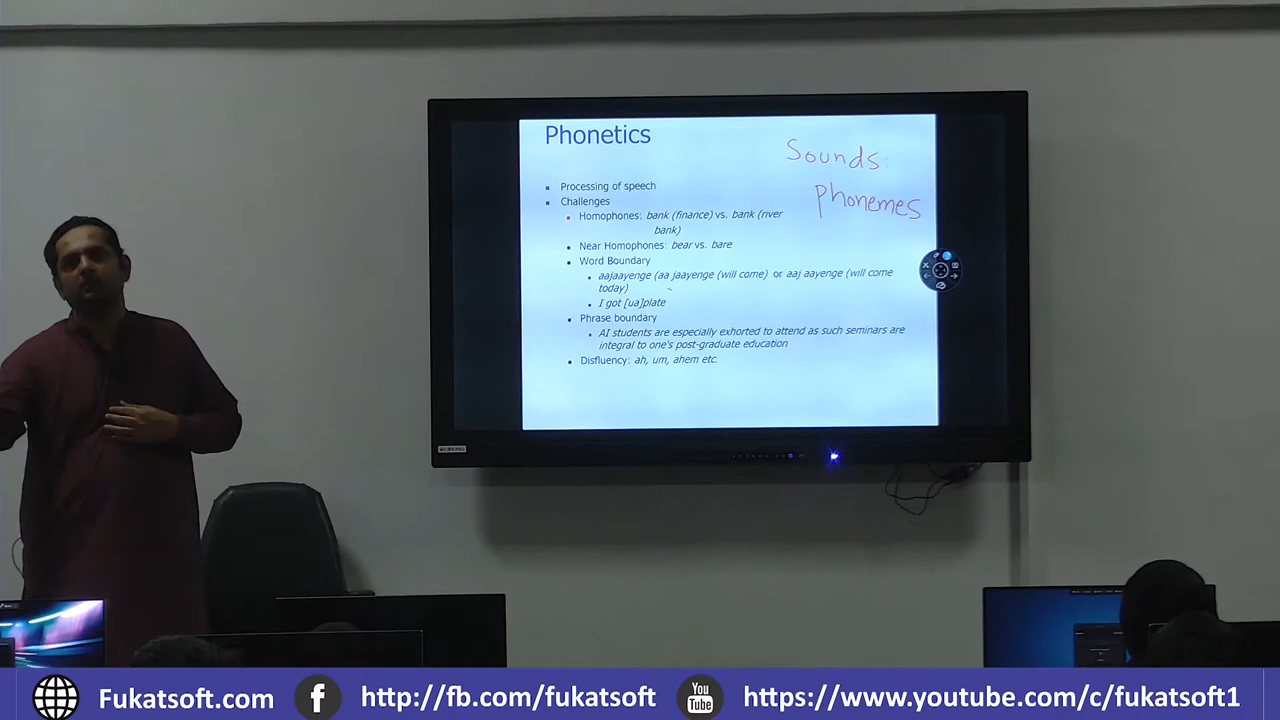 Phonetics
Sounds
Phonemes
Processing of speech
Challenges
Homophones: bank (finance) vs. bank (river
bank)
Near Homophones: bear vs. bare
Word Boundary
aajaayenge (aa jaayenge (will come) or aaj aayenge (will come
today)
I got [ua]plate
Phrase boundary
AI students are especially exhorted to attend as such seminars are
integral to one's post-graduate education
Disfluency: ah, um, ahem etc.
Fukatsoft.com
f
http://fb.com/fukatsoft
You
Tube
https://www.youtube.com/c/fukatsoft1